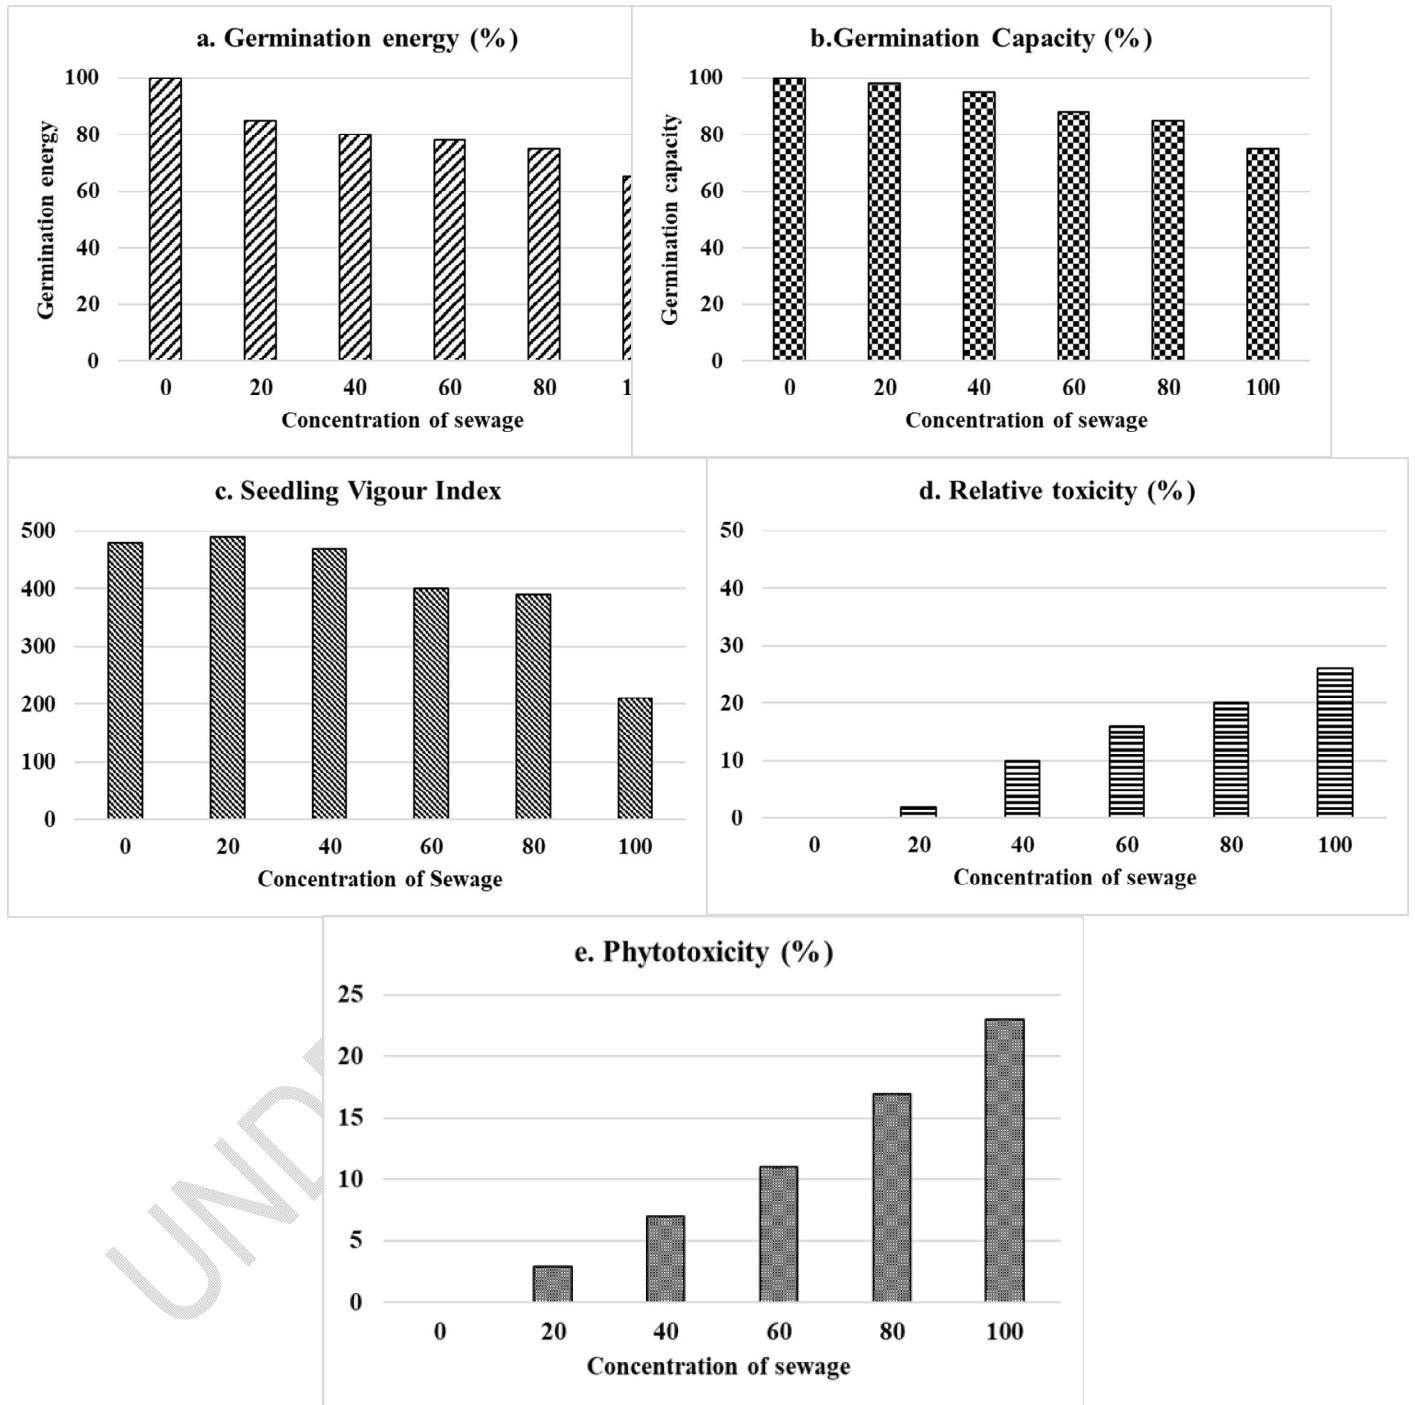 a. Germination energy (%)
100
80
60
40
20
0
Germination energy
0 20 40 60 80
Concentration of sewage
b.Germination Capacity (%)
100
80
60
40
20
0
Germination capacity
0 20 40 60 80 100
Concentration of sewage
c. Seedling Vigour Index
500
400
300
200
100
0
0 20 40 60 80 100
Concentration of Sewage
d. Relative toxicity (%)
50
40
30
20
10
0
0 20 40 60 80 100
Concentration of sewage
e. Phytotoxicity (%)
25
20
15
10
5
0
0 20 40 60 80 100
Concentration of sewage
UND